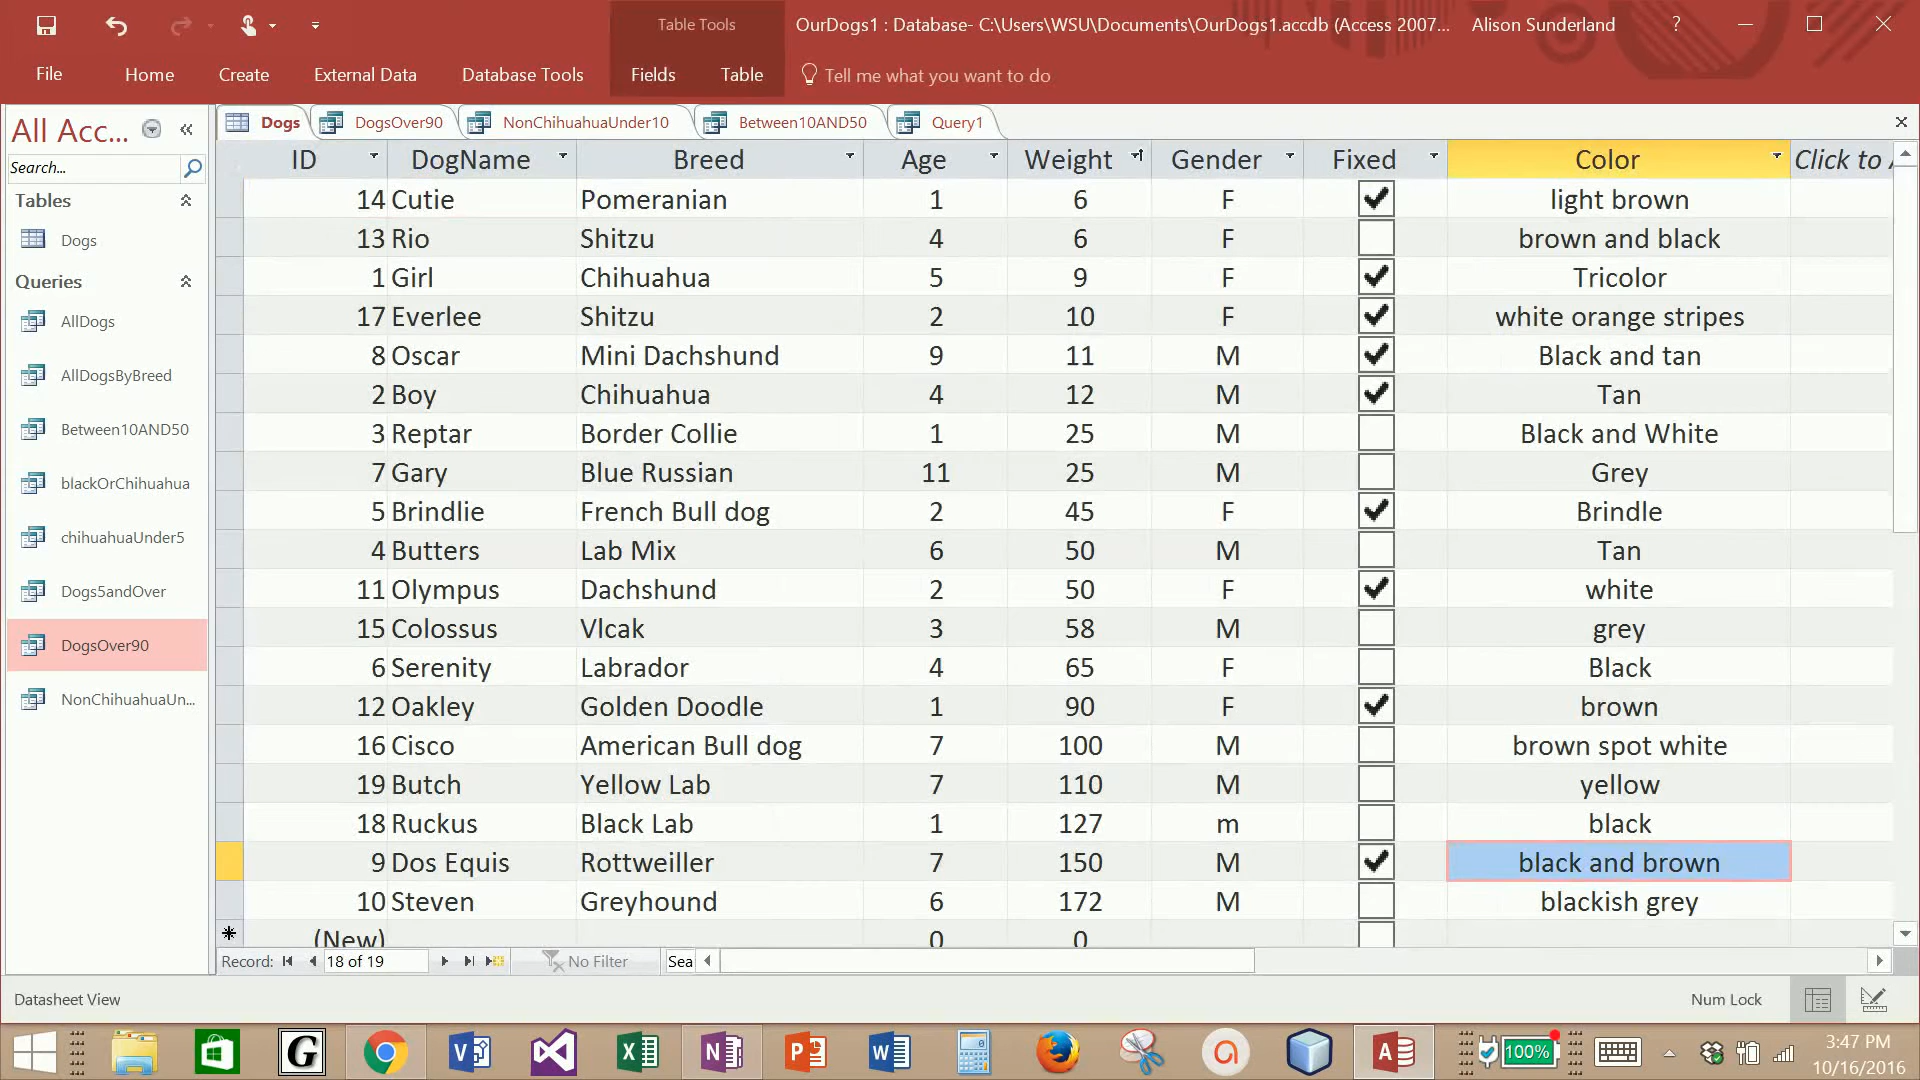 Table Tools
OurDogs1 : Database- C:\Users\WSU\Documents\OurDogs1.accdb (Access 2007...
Alison Sunderland
?
File
Home
Create
External Data
Database Tools
Fields
Table
Tell me what you want to do
All Acc...
Search...
Tables
Dogs
Queries
AllDogs
AllDogsByBreed
Between10AND50
blackOrChihuahua
chihuahuaUnder5
Dogs5andOver
DogsOver90
NonChihuahuaUn...
Dogs
DogsOver90
NonChihuahuaUnder10
Between10AND50
Query1
ID DogName Breed Age Weight Gender Fixed Color Click to A
14 Cutie Pomeranian 1 6 F light brown
13 Rio Shitzu 4 6 F brown and black
1 Girl Chihuahua 5 9 F Tricolor
17 Everlee Shitzu 2 10 F white orange stripes
8 Oscar Mini Dachshund 9 11 M Black and tan
2 Boy Chihuahua 4 12 M Tan
3 Reptar Border Collie 1 25 M Black and White
7 Gary Blue Russian 11 25 M Grey
5 Brindlie French Bull dog 2 45 F Brindle
4 Butters Lab Mix 6 50 M Tan
11 Olympus Dachshund 2 50 F white
15 Colossus Vlcak 3 58 M grey
6 Serenity Labrador 4 65 F Black
12 Oakley Golden Doodle 1 90 F brown
16 Cisco American Bull dog 7 100 M brown spot white
19 Butch Yellow Lab 7 110 M yellow
18 Ruckus Black Lab 1 127 m black
9 Dos Equis Rottweiller 7 150 M black and brown
10 Steven Greyhound 6 172 M blackish grey
(New) 0 0
Record: 18 of 19 No Filter Sea
Datasheet View
Num Lock
100%
3:47 PM
10/16/2016